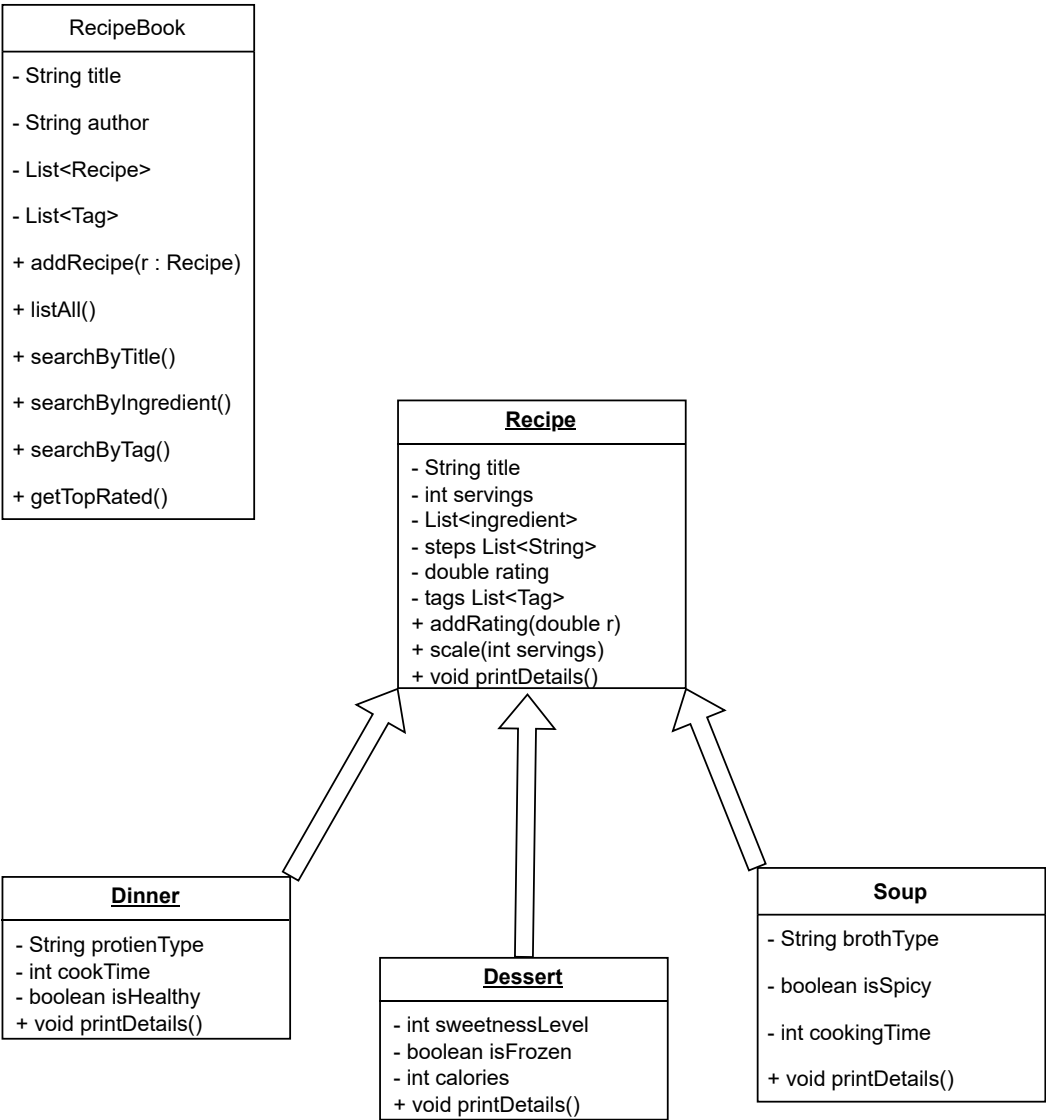 RecipeBook
- String title
- String author
- List<Recipe>
- List<Tag>
+ addRecipe(r : Recipe)
+ listAll()
+ searchByTitle()
+ searchByIngredient()
+ searchByTag()
+ getTopRated()
Recipe
- String title
- int servings
- List<ingredient>
- steps List<String>
- double rating
- tags List<Tag>
+ addRating(double r)
+ scale(int servings)
+ void printDetails()
Dinner
- String protienType
- int cookTime
- boolean isHealthy
+ void printDetails()
Dessert
- int sweetnessLevel
- boolean isFrozen
- int calories
+ void printDetails()
Soup
- String brothType
- boolean isSpicy
- int cookingTime
+ void printDetails()